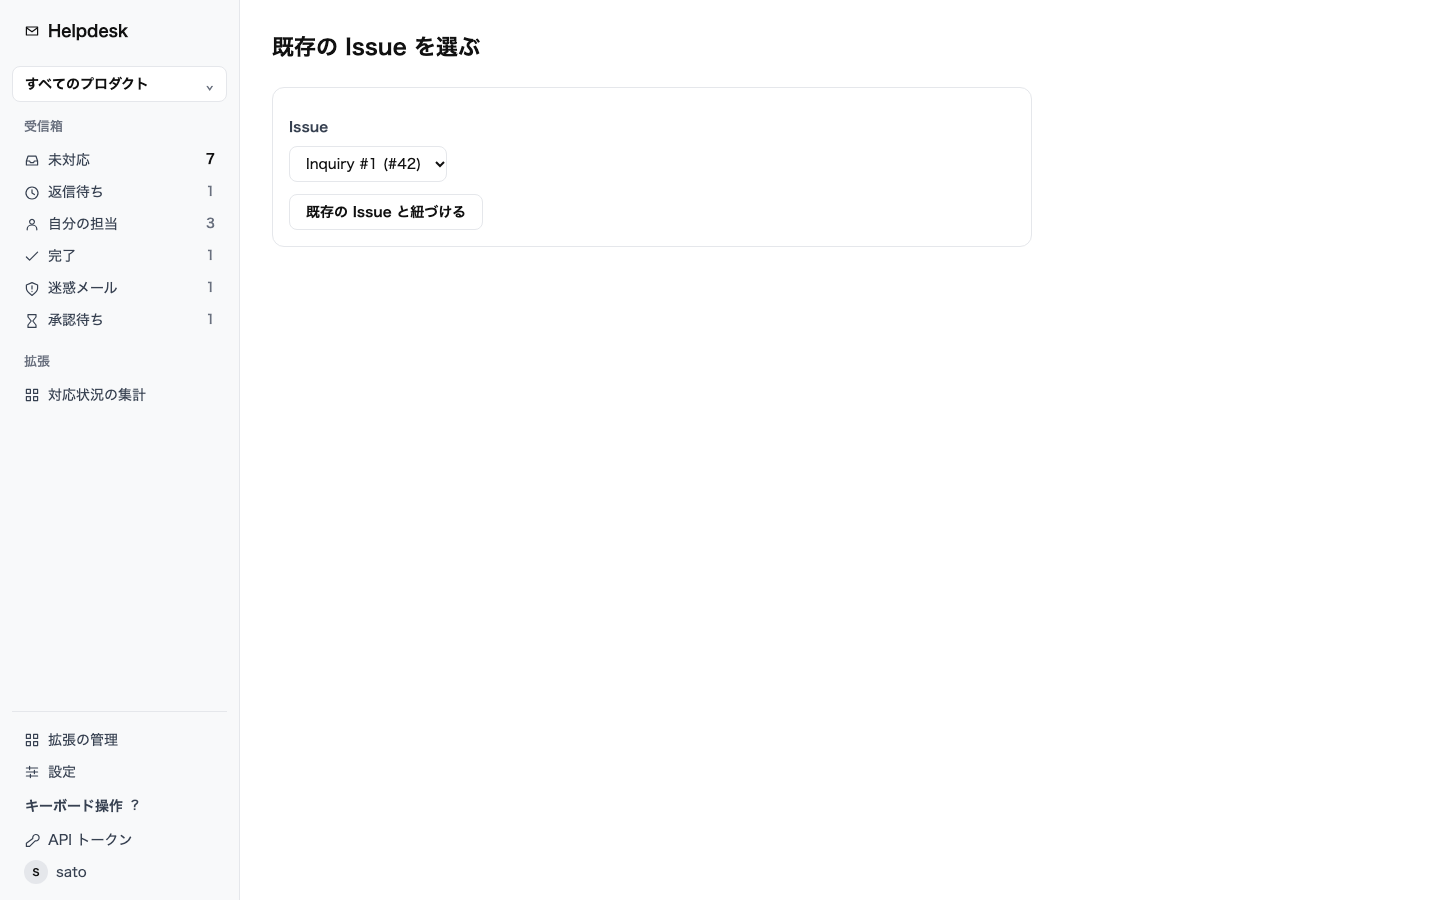 Helpdesk
すべてのプロダクト
受信箱
未対応 7
返信待ち 1
自分の担当 3
完了 1
迷惑メール 1
承認待ち 1
拡張
対応状況の集計
拡張の管理
設定
キーボード操作 ?
API トークン
S sato
既存の Issue を選ぶ
Issue
Inquiry #1 (#42)
既存の Issue と紐づける